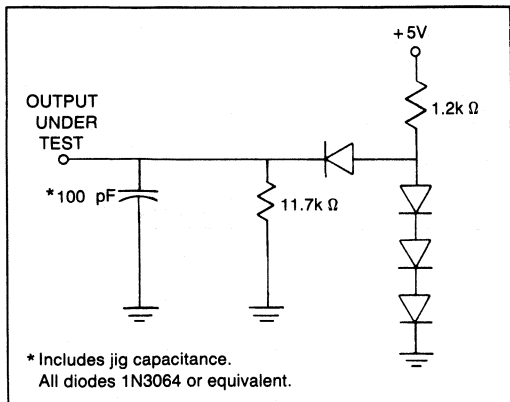 +5V
OUTPUT
UNDER
TEST
1.2k Ω
*100 pF
11.7k Ω
* Includes jig capacitance.
All diodes 1N3064 or equivalent.